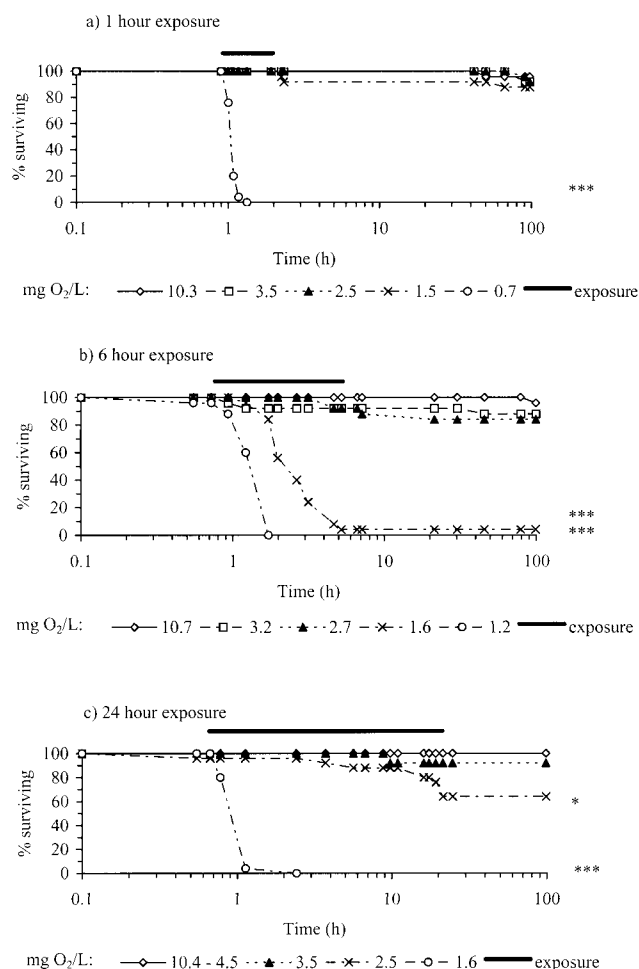 a) 1 hour exposure
100
80
60
40
20
0
% surviving
***
0.1 1 10 100
Time (h)
mg O₂/L: 10.3 3.5 2.5 1.5 0.7 exposure
b) 6 hour exposure
100
80
60
40
20
0
% surviving
***
***
0.1 1 10 100
Time (h)
mg O₂/L: 10.7 3.2 2.7 1.6 1.2 exposure
c) 24 hour exposure
100
80
60
40
20
0
% surviving
*
***
0.1 1 10 100
Time (h)
mg O₂/L: 10.4 - 4.5 3.5 2.5 1.6 exposure